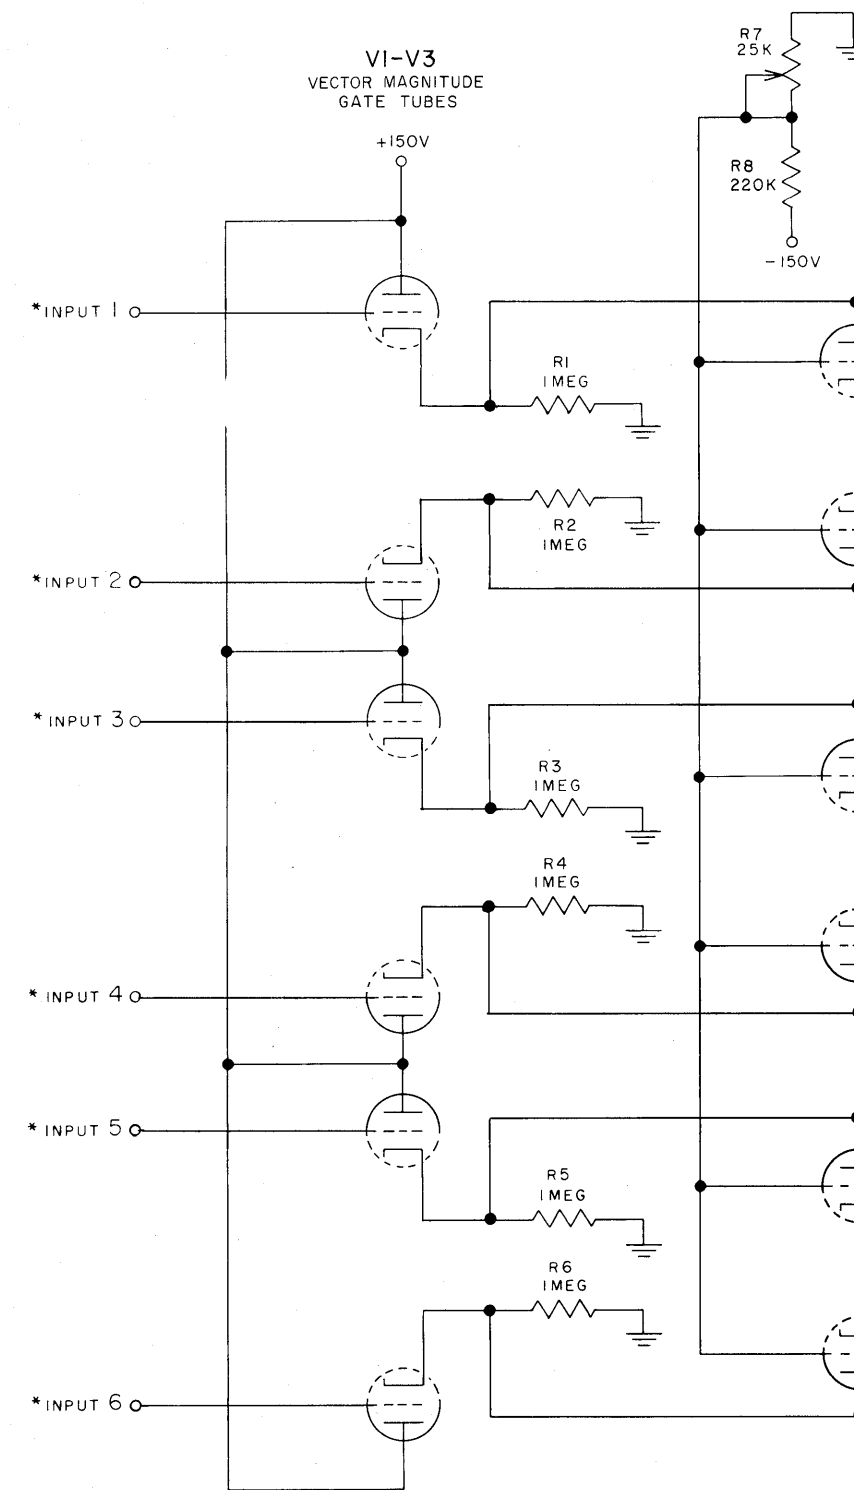 V1-V3
VECTOR MAGNITUDE
GATE TUBES
+150V
R7
25K
R8
220K
-150V
*INPUT 1
R1
1MEG
R2
1MEG
*INPUT 2
*INPUT 3
R3
1MEG
R4
1MEG
*INPUT 4
*INPUT 5
R5
1MEG
R6
1MEG
*INPUT 6